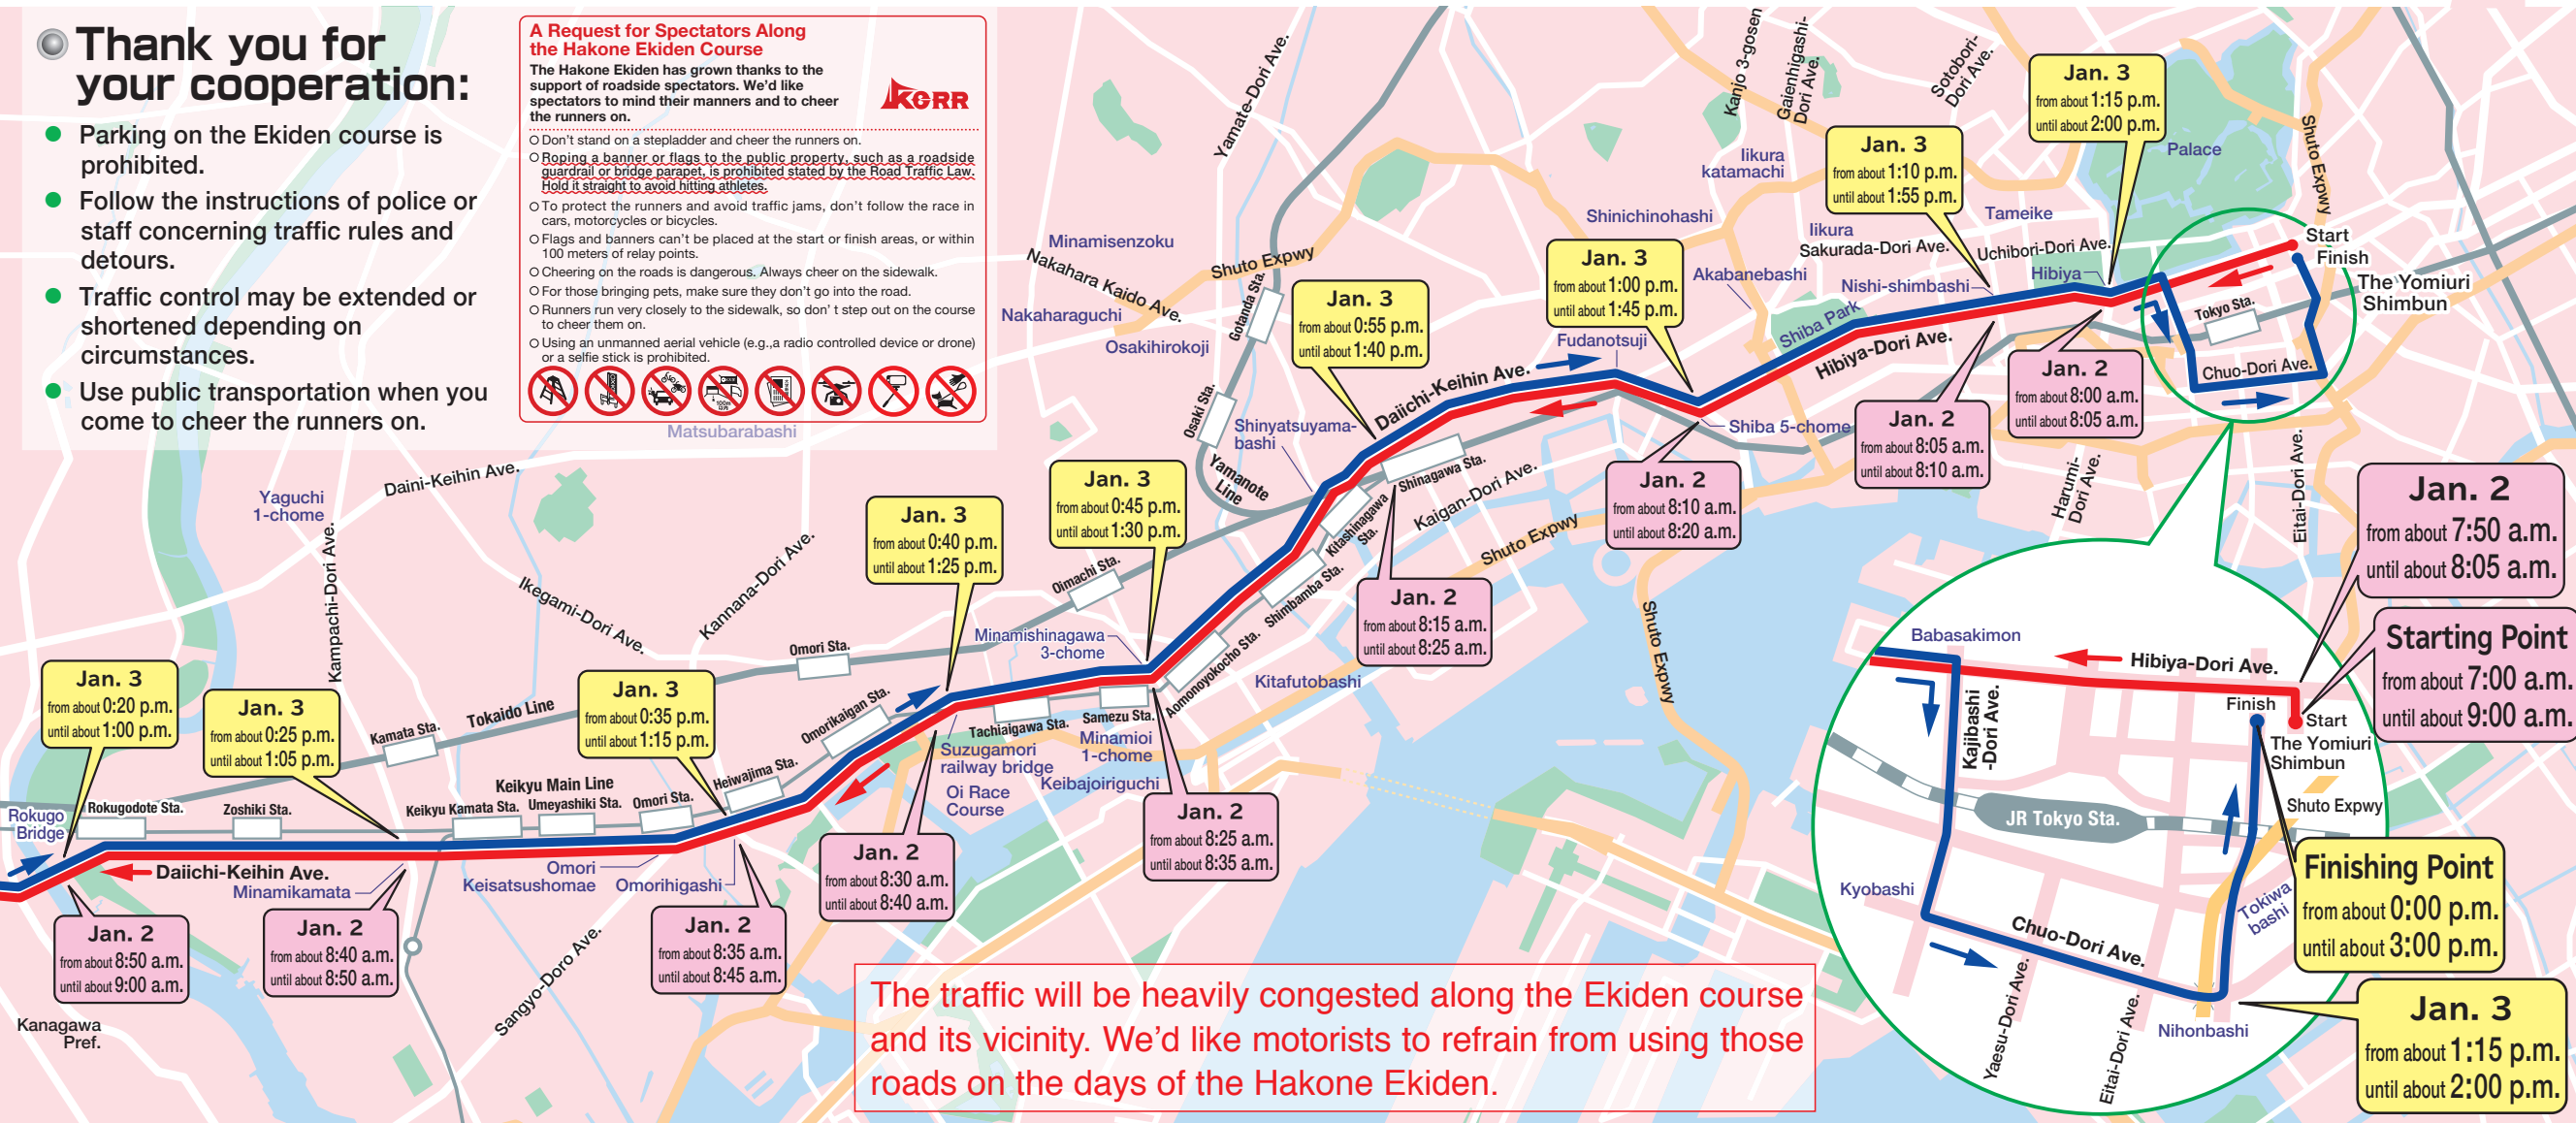 Thank you for
your cooperation:
Parking on the Ekiden course is
prohibited.
Follow the instructions of police or
staff concerning traffic rules and
detours.
Traffic control may be extended or
shortened depending on
circumstances.
Use public transportation when you
come to cheer the runners on.
A Request for Spectators Along
the Hakone Ekiden Course
The Hakone Ekiden has grown thanks to the
support of roadside spectators. We'd like
spectators to mind their manners and to cheer
the runners on.
KGRR
Don't stand on a stepladder and cheer the runners on.
Roping a banner or flags to the public property, such as a roadside
guardrail or bridge parapet, is prohibited stated by the Road Traffic Law.
Hold it straight to avoid hitting athletes.
To protect the runners and avoid traffic jams, don't follow the race in
cars, motorcycles or bicycles.
Flags and banners can't be placed at the start or finish areas, or within
100 meters of relay points.
Cheering on the roads is dangerous. Always cheer on the sidewalk.
For those bringing pets, make sure they don't go into the road.
Runners run very closely to the sidewalk, so don' t step out on the course
to cheer them on.
Using an unmanned aerial vehicle (e.g.,a radio controlled device or drone)
or a selfie stick is prohibited.
Matsubarabashi
Yamate-Dori Ave.
Kanjo 3-gosen
Gaienhigashi-
Dori Ave.
Sotobori-
Dori Ave.
Jan. 3
from about 1:15 p.m.
until about 2:00 p.m.
Palace
Shuto Expwy
Jan. 3
from about 1:10 p.m.
until about 1:55 p.m.
Iikura
katamachi
Shinichinohashi
Tameike
Iikura
Sakurada-Dori Ave.
Uchibori-Dori Ave.
Start
Finish
The Yomiuri
Shimbun
Minamisenzoku
Nakahara Kaido Ave.
Shuto Expwy
Gotanda Sta.
Akabanebashi
Nishi-shimbashi
Hibiya
Tokyo Sta.
Chuo-Dori Ave.
Jan. 3
from about 1:00 p.m.
until about 1:45 p.m.
Jan. 3
from about 0:55 p.m.
until about 1:40 p.m.
Nakaharaguchi
Osakihirokoji
Fudanotsuji
Shiba Park
Hibiya-Dori Ave.
Daiichi-Keihin Ave.
Osaki Sta.
Shinyatsuyama-
bashi
Shiba 5-chome
Jan. 2
from about 8:00 a.m.
until about 8:05 a.m.
Jan. 2
from about 8:05 a.m.
until about 8:10 a.m.
Jan. 2
from about 8:10 a.m.
until about 8:20 a.m.
Harumi-
Dori Ave.
Eitai-Dori Ave.
Jan. 2
from about 7:50 a.m.
until about 8:05 a.m.
Starting Point
from about 7:00 a.m.
until about 9:00 a.m.
Yamanote
Line
Shinagawa Sta.
Kaigan-Dori Ave.
Kitashinagawa
Sta.
Shuto Expwy
Shimbamba Sta.
Shuto Expwy
Jan. 2
from about 8:15 a.m.
until about 8:25 a.m.
Daini-Keihin Ave.
Yaguchi
1-chome
Kampachi-Dori Ave.
Ikegami-Dori Ave.
Kannana-Dori Ave.
Jan. 3
from about 0:40 p.m.
until about 1:25 p.m.
Jan. 3
from about 0:45 p.m.
until about 1:30 p.m.
Oimachi Sta.
Omori Sta.
Minamishinagawa
3-chome
Aomonoyokocho Sta.
Kitafutobashi
Jan. 3
from about 0:20 p.m.
until about 1:00 p.m.
Jan. 3
from about 0:25 p.m.
until about 1:05 p.m.
Kamata Sta.
Tokaido Line
Jan. 3
from about 0:35 p.m.
until about 1:15 p.m.
Omorikaigan Sta.
Tachiaigawa Sta.
Samezu Sta.
Suzugamori
railway bridge
Minamioi
1-chome
Oi Race
Course
Keibajoiriguchi
Heiwajima Sta.
Keikyu Main Line
Rokugo
Bridge
Rokugodote Sta.
Zoshiki Sta.
Keikyu Kamata Sta.
Umeyashiki Sta.
Omori Sta.
Daiichi-Keihin Ave.
Minamikamata
Omori
Keisatsushomae
Omorihigashi
Jan. 2
from about 8:25 a.m.
until about 8:35 a.m.
Jan. 2
from about 8:30 a.m.
until about 8:40 a.m.
Jan. 2
from about 8:35 a.m.
until about 8:45 a.m.
Jan. 2
from about 8:40 a.m.
until about 8:50 a.m.
Jan. 2
from about 8:50 a.m.
until about 9:00 a.m.
Kanagawa
Pref.
Sangyo-Doro Ave.
The traffic will be heavily congested along the Ekiden course
and its vicinity. We'd like motorists to refrain from using those
roads on the days of the Hakone Ekiden.
Babasakimon
Hibiya-Dori Ave.
Kajibashi
-Dori Ave.
Finish
Start
The Yomiuri
Shimbun
Shuto Expwy
JR Tokyo Sta.
Kyobashi
Chuo-Dori Ave.
Tokiwa
bashi
Yaesu-Dori Ave.
Eitai-Dori Ave.
Nihonbashi
Finishing Point
from about 0:00 p.m.
until about 3:00 p.m.
Jan. 3
from about 1:15 p.m.
until about 2:00 p.m.